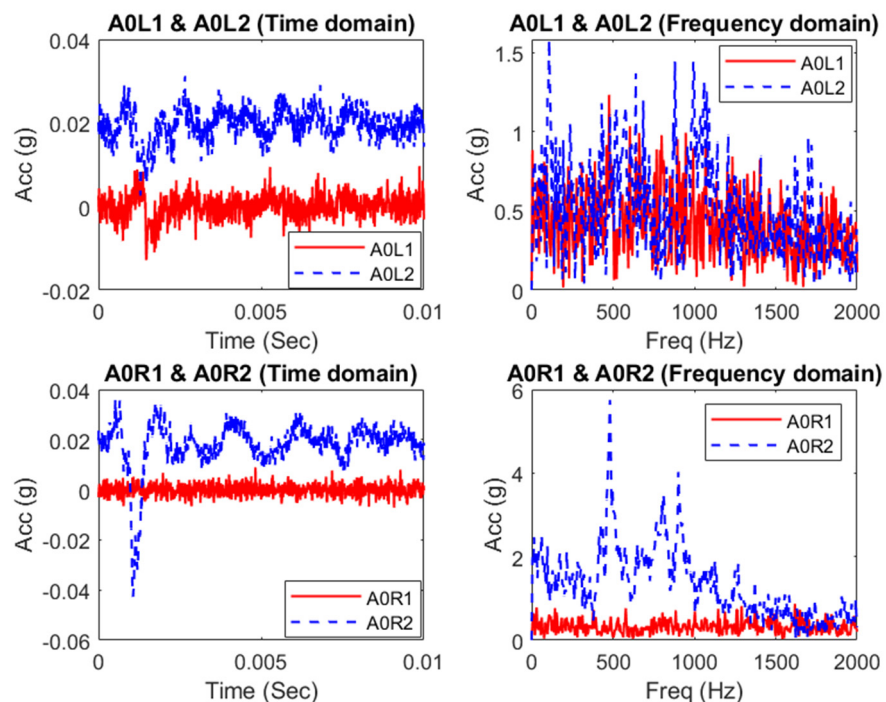 A0L1 & A0L2 (Time domain)
0.04
0.02
0
-0.02
Acc (g)
0
0.005
0.01
Time (Sec)
A0L1
A0L2
A0L1 & A0L2 (Frequency domain)
1.5
1
0.5
0
Acc (g)
0
500
1000
1500
2000
Freq (Hz)
A0L1
A0L2
A0R1 & A0R2 (Time domain)
0.04
0.02
0
-0.02
-0.04
-0.06
Acc (g)
0
0.005
0.01
Time (Sec)
A0R1
A0R2
A0R1 & A0R2 (Frequency domain)
6
4
2
0
Acc (g)
0
500
1000
1500
2000
Freq (Hz)
A0R1
A0R2